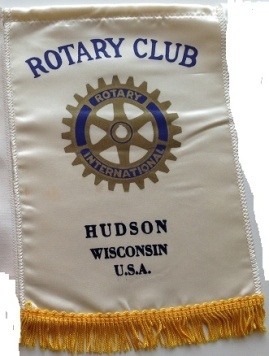 ROTARY CLUB
ROTARY
INTERNATIONAL
HUDSON
WISCONSIN
U.S.A.